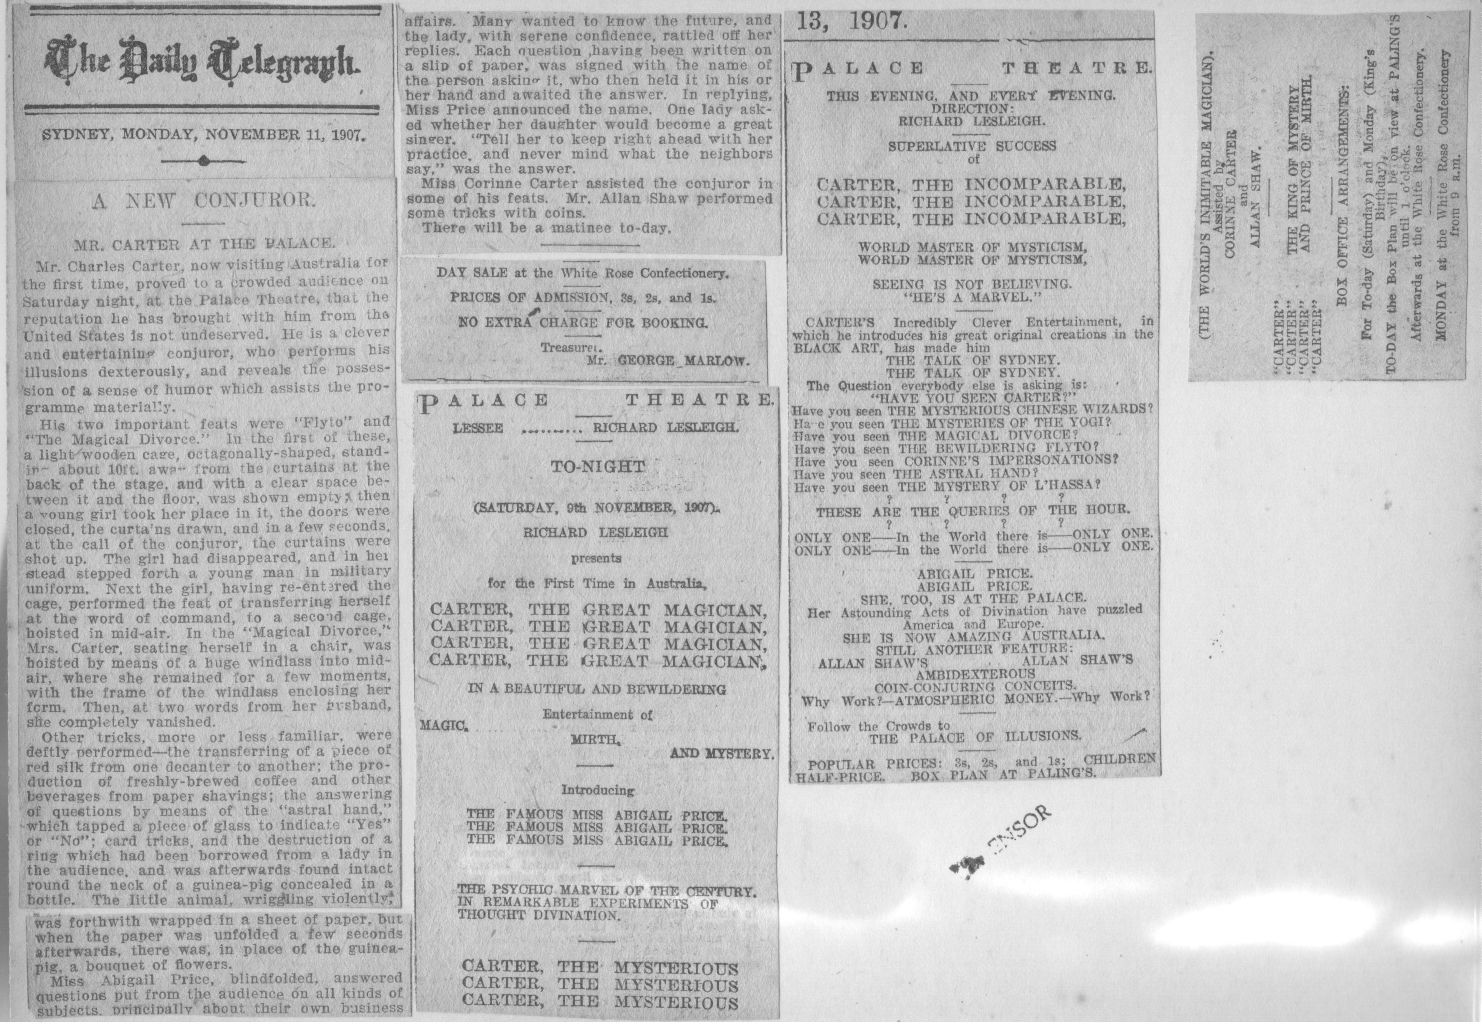 The Daily Telegraph.
SYDNEY, MONDAY, NOVEMBER 11, 1907.
A NEW CONJUROR.
MR. CARTER AT THE PALACE.
Mr. Charles Carter, now visiting Australia for
the first time, proved to a crowded audience on
Saturday night, at the Palace Theatre, that the
reputation he has brought with him from the
United States is not undeserved. He is a clever
and entertaining conjuror, who performs his
illusions dexterously, and reveals the posses-
sion of a sense of humor which assists the pro-
gramme materially.
His two important feats were "Flyto" and
"The Magical Divorce." In the first of these,
a light wooden cage, octagonally-shaped, stand-
ing about 10ft. away from the curtains at the
back of the stage, and with a clear space be-
tween it and the floor, was shown empty; then
a young girl took her place in it, the doors were
closed, the curtains drawn, and in a few seconds,
at the call of the conjuror, the curtains were
shot up. The girl had disappeared, and in her
stead stepped forth a young man in military
uniform. Next the girl, having re-entered the
cage, performed the feat of transferring herself
at the word of command, to a second cage,
hoisted in mid-air. In the "Magical Divorce,"
Mrs. Carter, seating herself in a chair, was
hoisted by means of a huge windlass into mid-
air, where she remained for a few moments,
with the frame of the windlass enclosing her
form. Then, at two words from her husband,
she completely vanished.
Other tricks, more or less familiar, were
deftly performed—the transferring of a piece of
red silk from one decanter to another; the pro-
duction of freshly-brewed coffee and other
beverages from paper shavings; the answering
of questions by means of the "astral hand,"
which tapped a piece of glass to indicate "Yes"
or "No"; card tricks, and the destruction of a
ring which had been borrowed from a lady in
the audience, and was afterwards found intact
round the neck of a guinea-pig concealed in a
bottle. The little animal, wriggling violently,
was forthwith wrapped in a sheet of paper, but
when the paper was unfolded a few seconds
afterwards, there was, in place of the guinea-
pig, a bouquet of flowers.
Miss Abigail Price, blindfolded, answered
questions put from the audience on all kinds of
subjects, principally about their own business
affairs. Many wanted to know the future, and
the lady, with serene confidence, rattled off her
replies. Each question, having been written on
a slip of paper, was signed with the name of
the person asking it, who then held it in his or
her hand and awaited the answer. In replying,
Miss Price announced the name. One lady ask-
ed whether her daughter would become a great
singer. "Tell her to keep right ahead with her
practice, and never mind what the neighbors
say," was the answer.
Miss Corinne Carter assisted the conjuror in
some of his feats. Mr. Allan Shaw performed
some tricks with coins.
There will be a matinee to-day.
DAY SALE at the White Rose Confectionery.
PRICES OF ADMISSION, 3s, 2s, and 1s.
NO EXTRA CHARGE FOR BOOKING.
Treasurer,
Mr. GEORGE MARLOW.
PALACE THEATRE.
LESSEE .......... RICHARD LESLEIGH.
TO-NIGHT
(SATURDAY, 9th NOVEMBER, 1907).
RICHARD LESLEIGH
presents
for the First Time in Australia,
CARTER, THE GREAT MAGICIAN,
CARTER, THE GREAT MAGICIAN,
CARTER, THE GREAT MAGICIAN,
CARTER, THE GREAT MAGICIAN,
IN A BEAUTIFUL AND BEWILDERING
Entertainment of
MAGIC,
MIRTH,
AND MYSTERY.
Introducing
THE FAMOUS MISS ABIGAIL PRICE.
THE FAMOUS MISS ABIGAIL PRICE.
THE FAMOUS MISS ABIGAIL PRICE.
THE PSYCHIC MARVEL OF THE CENTURY.
IN REMARKABLE EXPERIMENTS OF
THOUGHT DIVINATION.
CARTER, THE MYSTERIOUS
CARTER, THE MYSTERIOUS
CARTER, THE MYSTERIOUS
13, 1907.
PALACE THEATRE.
THIS EVENING, AND EVERY EVENING.
DIRECTION:
RICHARD LESLEIGH.
SUPERLATIVE SUCCESS
of
CARTER, THE INCOMPARABLE,
CARTER, THE INCOMPARABLE,
CARTER, THE INCOMPARABLE,
WORLD MASTER OF MYSTICISM,
WORLD MASTER OF MYSTICISM,
SEEING IS NOT BELIEVING.
"HE'S A MARVEL."
CARTER'S Incredibly Clever Entertainment, in
which he introduces his great original creations in the
BLACK ART, has made him
THE TALK OF SYDNEY.
THE TALK OF SYDNEY.
The Question everybody else is asking is:
"HAVE YOU SEEN CARTER?"
Have you seen THE MYSTERIOUS CHINESE WIZARDS?
Have you seen THE MYSTERIES OF THE YOGI?
Have you seen THE MAGICAL DIVORCE?
Have you seen THE BEWILDERING FLYTO?
Have you seen CORINNE'S IMPERSONATIONS?
Have you seen THE ASTRAL HAND?
Have you seen THE MYSTERY OF L'HASSA?
? ? ? ?
THESE ARE THE QUERIES OF THE HOUR.
? ? ? ?
ONLY ONE—In the World there is—ONLY ONE.
ONLY ONE—In the World there is—ONLY ONE.
ABIGAIL PRICE.
ABIGAIL PRICE.
SHE, TOO, IS AT THE PALACE.
Her Astounding Acts of Divination have puzzled
America and Europe.
SHE IS NOW AMAZING AUSTRALIA.
STILL ANOTHER FEATURE:
ALLAN SHAW'S ALLAN SHAW'S
AMBIDEXTEROUS
COIN-CONJURING CONCEITS.
Why Work?—ATMOSPHERIC MONEY.—Why Work?
Follow the Crowds to
THE PALACE OF ILLUSIONS.
POPULAR PRICES: 3s, 2s, and 1s; CHILDREN
HALF-PRICE. BOX PLAN AT PALING'S.
(THE WORLD'S INIMITABLE MAGICIAN).
Assisted by
CORINNE CARTER
and
ALLAN SHAW.
"CARTER"
"CARTER" THE KING OF MYSTERY
"CARTER" AND PRINCE OF MIRTH.
"CARTER"
BOX OFFICE ARRANGEMENTS:
For To-day (Saturday) and Monday (King's
Birthday),
TO-DAY the Box Plan will be on view at PALING'S
until 1 o'clock.
Afterwards at the White Rose Confectionery.
MONDAY at the White Rose Confectionery
from 9 a.m.
ENSOR